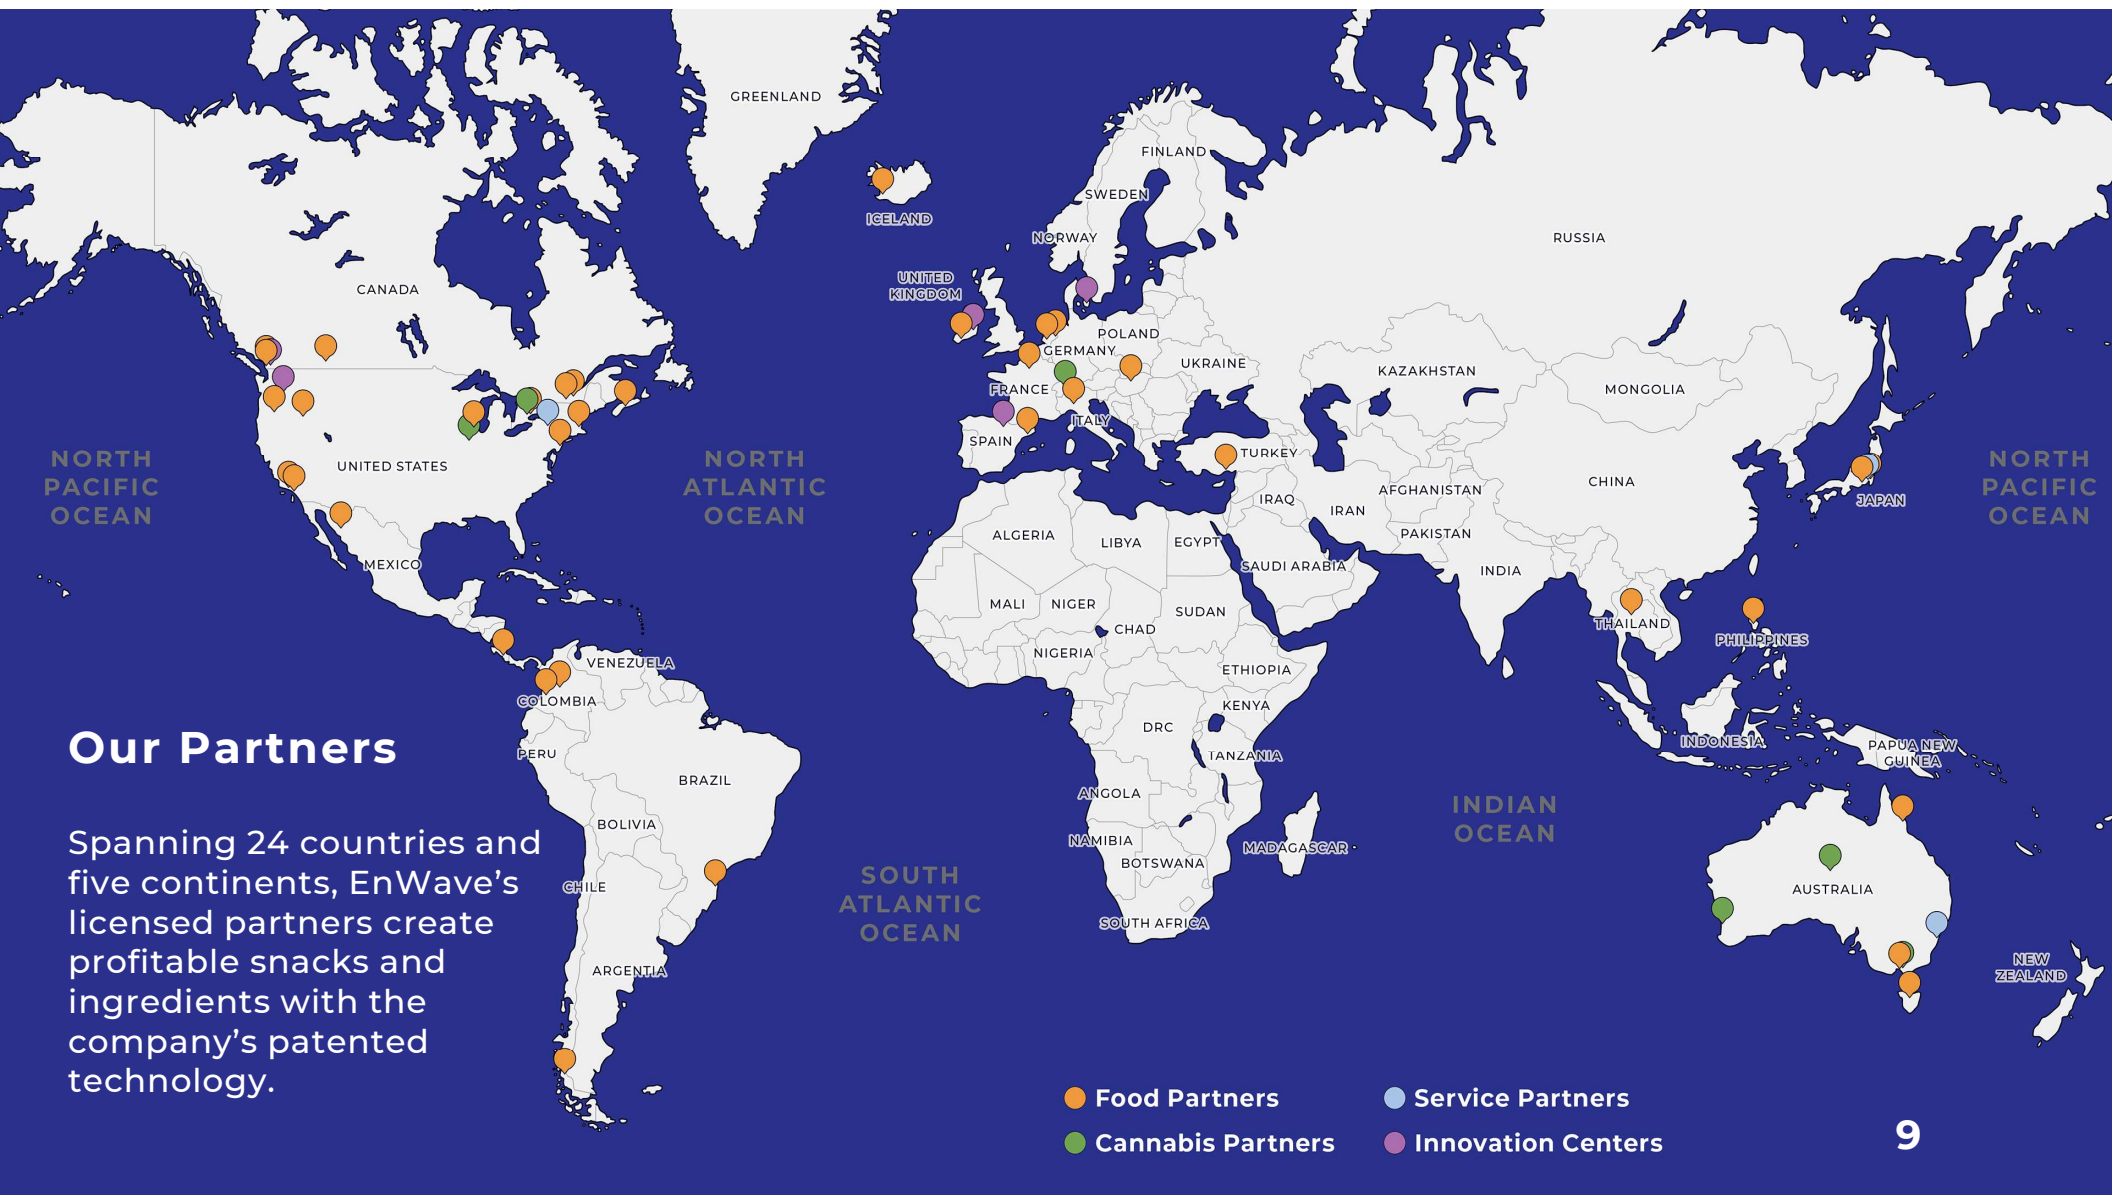 GREENLAND
FINLAND
SWEDEN
ICELAND
NORWAY
RUSSIA
UNITED
KINGDOM
CANADA
POLAND
GERMANY
UKRAINE
KAZAKHSTAN
FRANCE
MONGOLIA
ITALY
SPAIN
TURKEY
NORTH
PACIFIC
OCEAN
UNITED STATES
NORTH
ATLANTIC
OCEAN
NORTH
PACIFIC
OCEAN
CHINA
AFGHANISTAN
IRAQ
IRAN
JAPAN
ALGERIA
LIBYA
EGYPT
PAKISTAN
MEXICO
SAUDI ARABIA
INDIA
MALI
NIGER
SUDAN
CHAD
THAILAND
PHILIPPINES
NIGERIA
VENEZUELA
ETHIOPIA
COLOMBIA
KENYA
DRC
INDONESIA
PAPUA NEW
GUINEA
PERU
TANZANIA
BRAZIL
ANGOLA
INDIAN
OCEAN
BOLIVIA
NAMIBIA
MADAGASCAR
BOTSWANA
CHILE
SOUTH
ATLANTIC
OCEAN
AUSTRALIA
SOUTH AFRICA
ARGENTIA
NEW
ZEALAND
Our Partners
Spanning 24 countries and
five continents, EnWave’s
licensed partners create
profitable snacks and
ingredients with the
company’s patented
technology.
Food Partners
Service Partners
Cannabis Partners
Innovation Centers
9